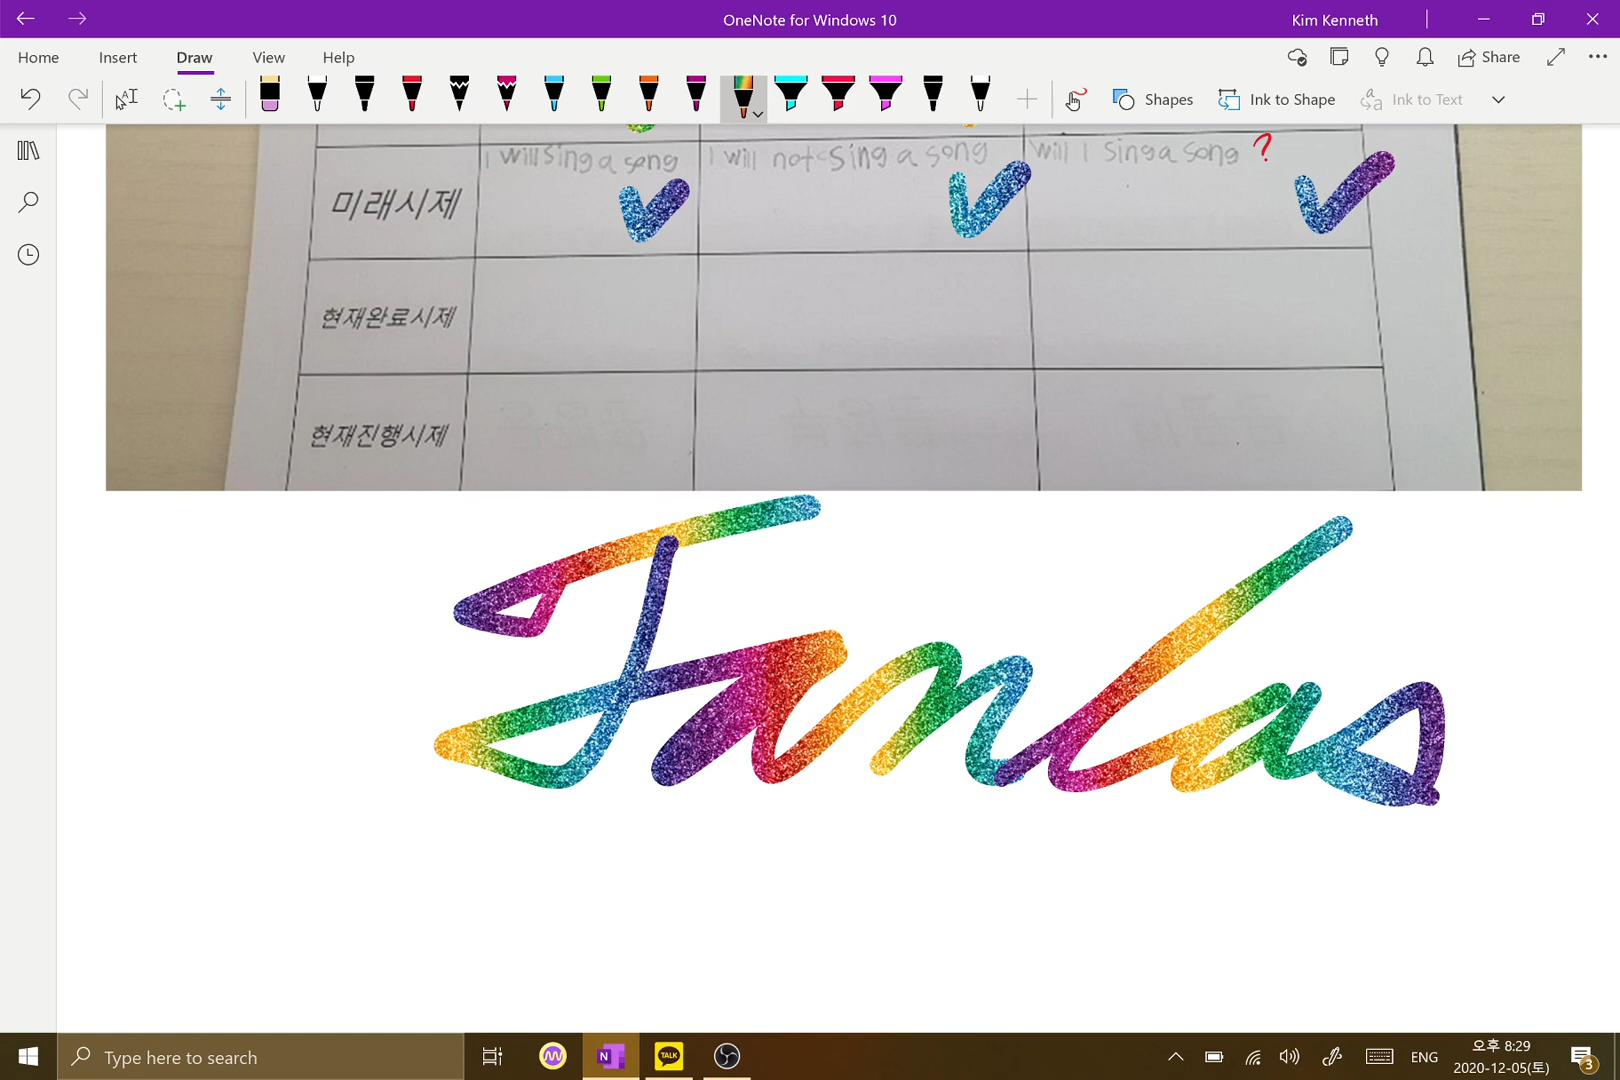 OneNote for Windows 10
Kim Kenneth
Home Insert Draw View Help
Share
Shapes Ink to Shape Ink to Text
I will sing a song I will not sing a song Will I sing a song ?
미래시제
현재완료시제
현재진행시제
Type here to search
N
TALK
ENG
오후 8:29
2020-12-05(토)
3